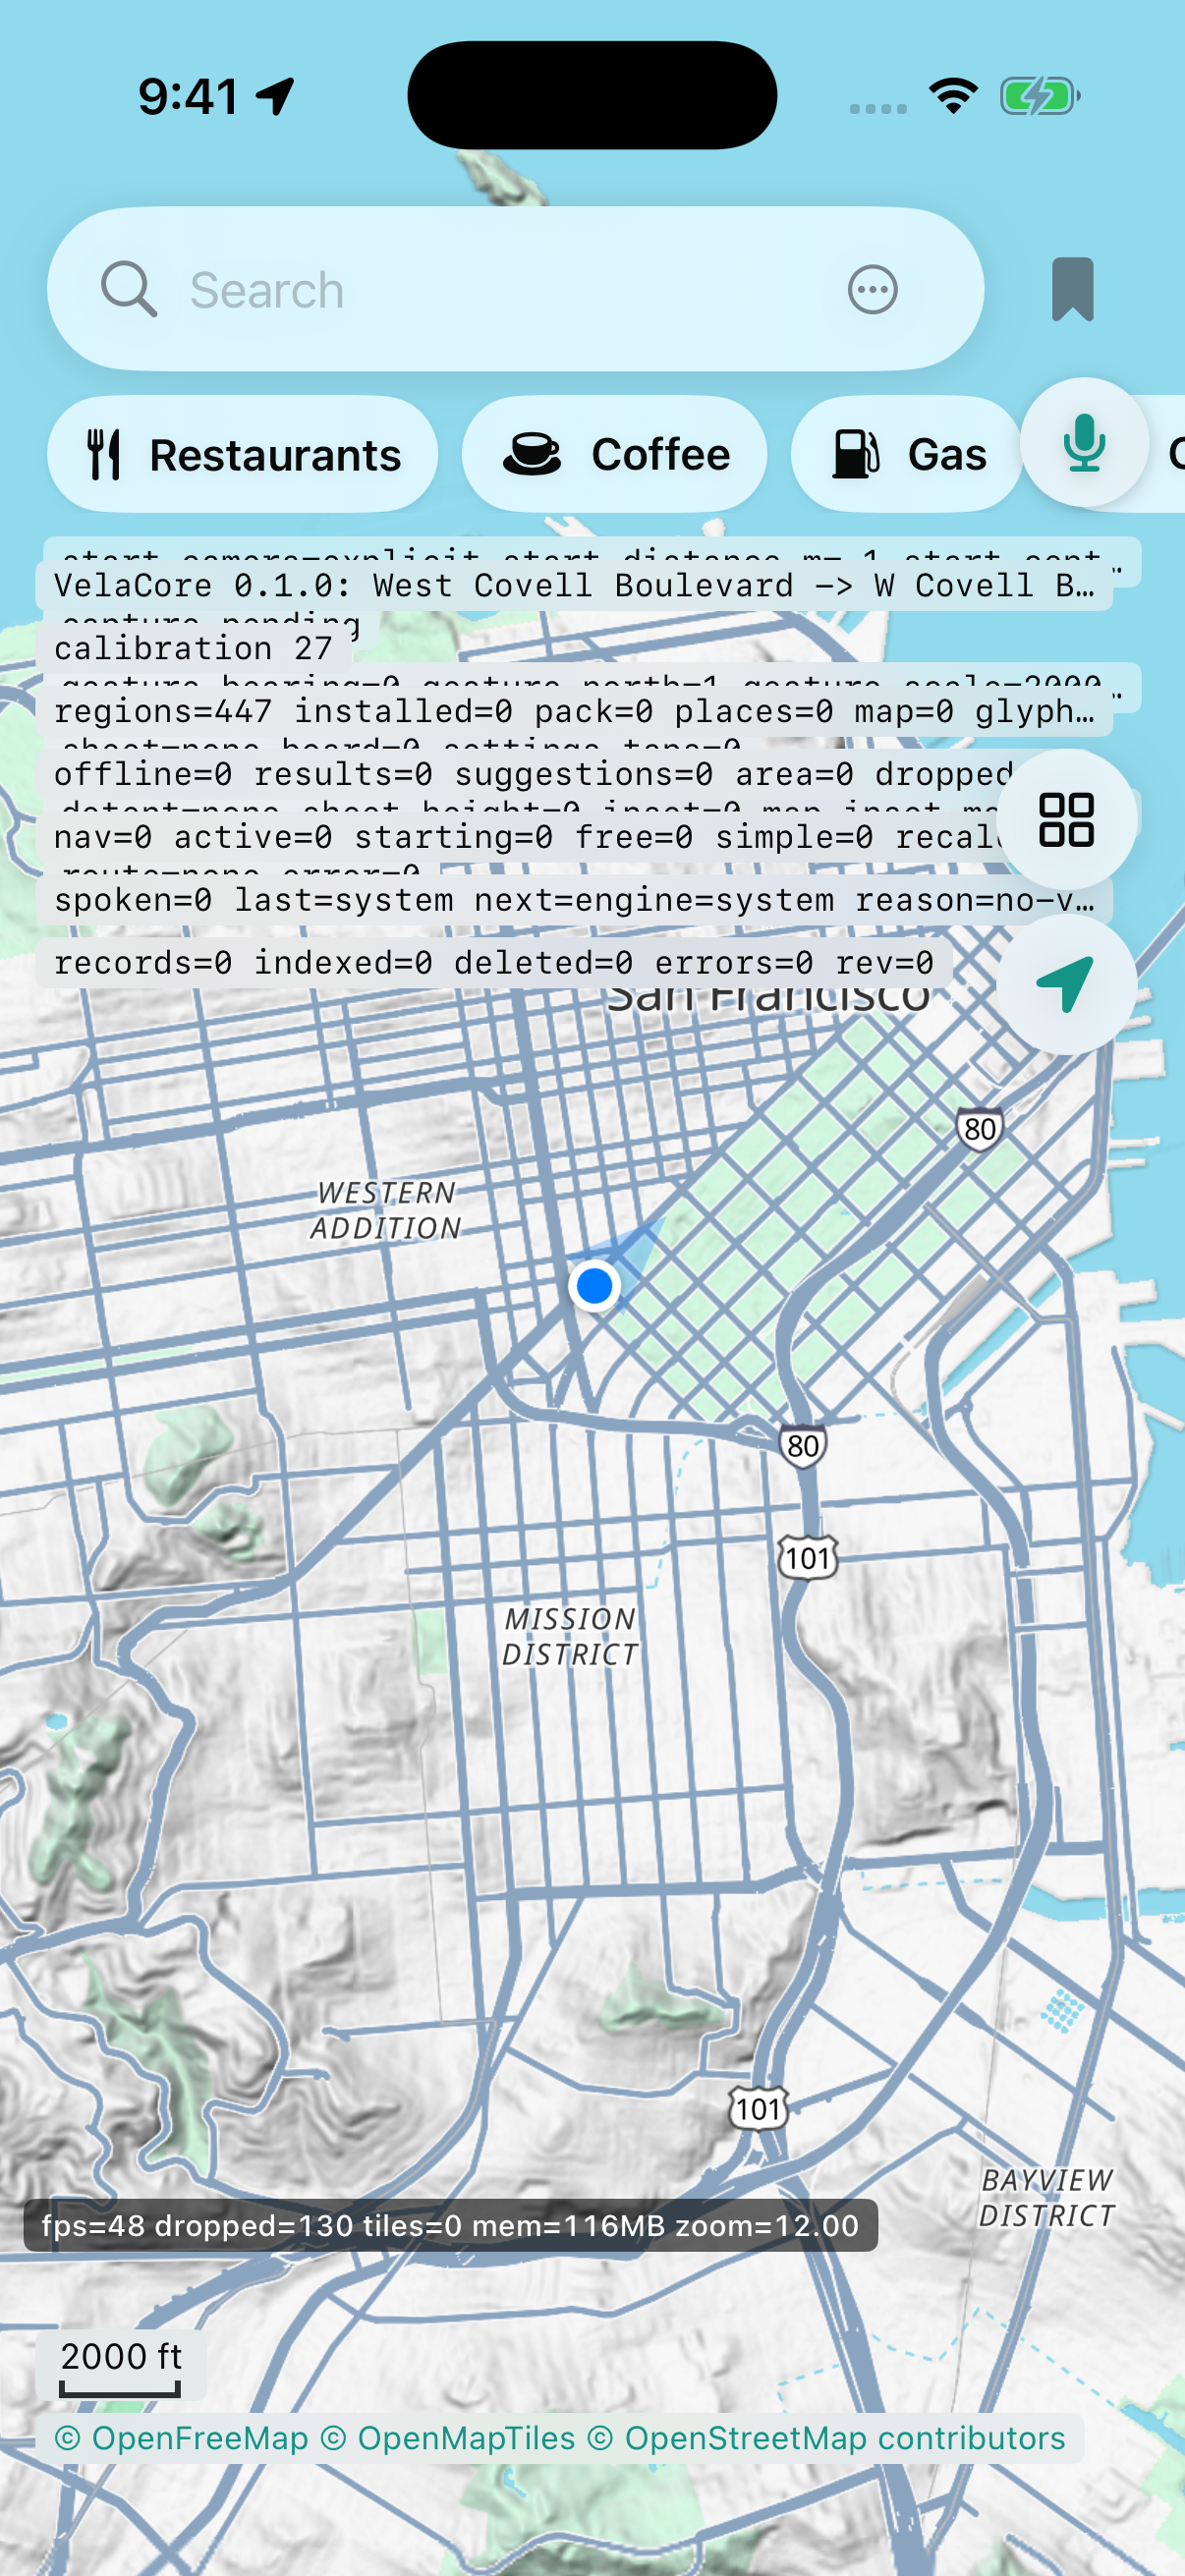 9:41
Search
Restaurants
Coffee
Gas
VelaCore 0.1.0: West Covell Boulevard -> W Covell B…
calibration 27
regions=447 installed=0 pack=0 places=0 map=0 glyph…
offline=0 results=0 suggestions=0 area=0 dropped
nav=0 active=0 starting=0 free=0 simple=0
spoken=0 last=system next=engine=system reason=no-v…
records=0 indexed=0 deleted=0 errors=0 rev=0
San Francisco
80
WESTERN
ADDITION
80
101
MISSION
DISTRICT
101
BAYVIEW
DISTRICT
fps=48 dropped=130 tiles=0 mem=116MB zoom=12.00
2000 ft
© OpenFreeMap © OpenMapTiles © OpenStreetMap contributors